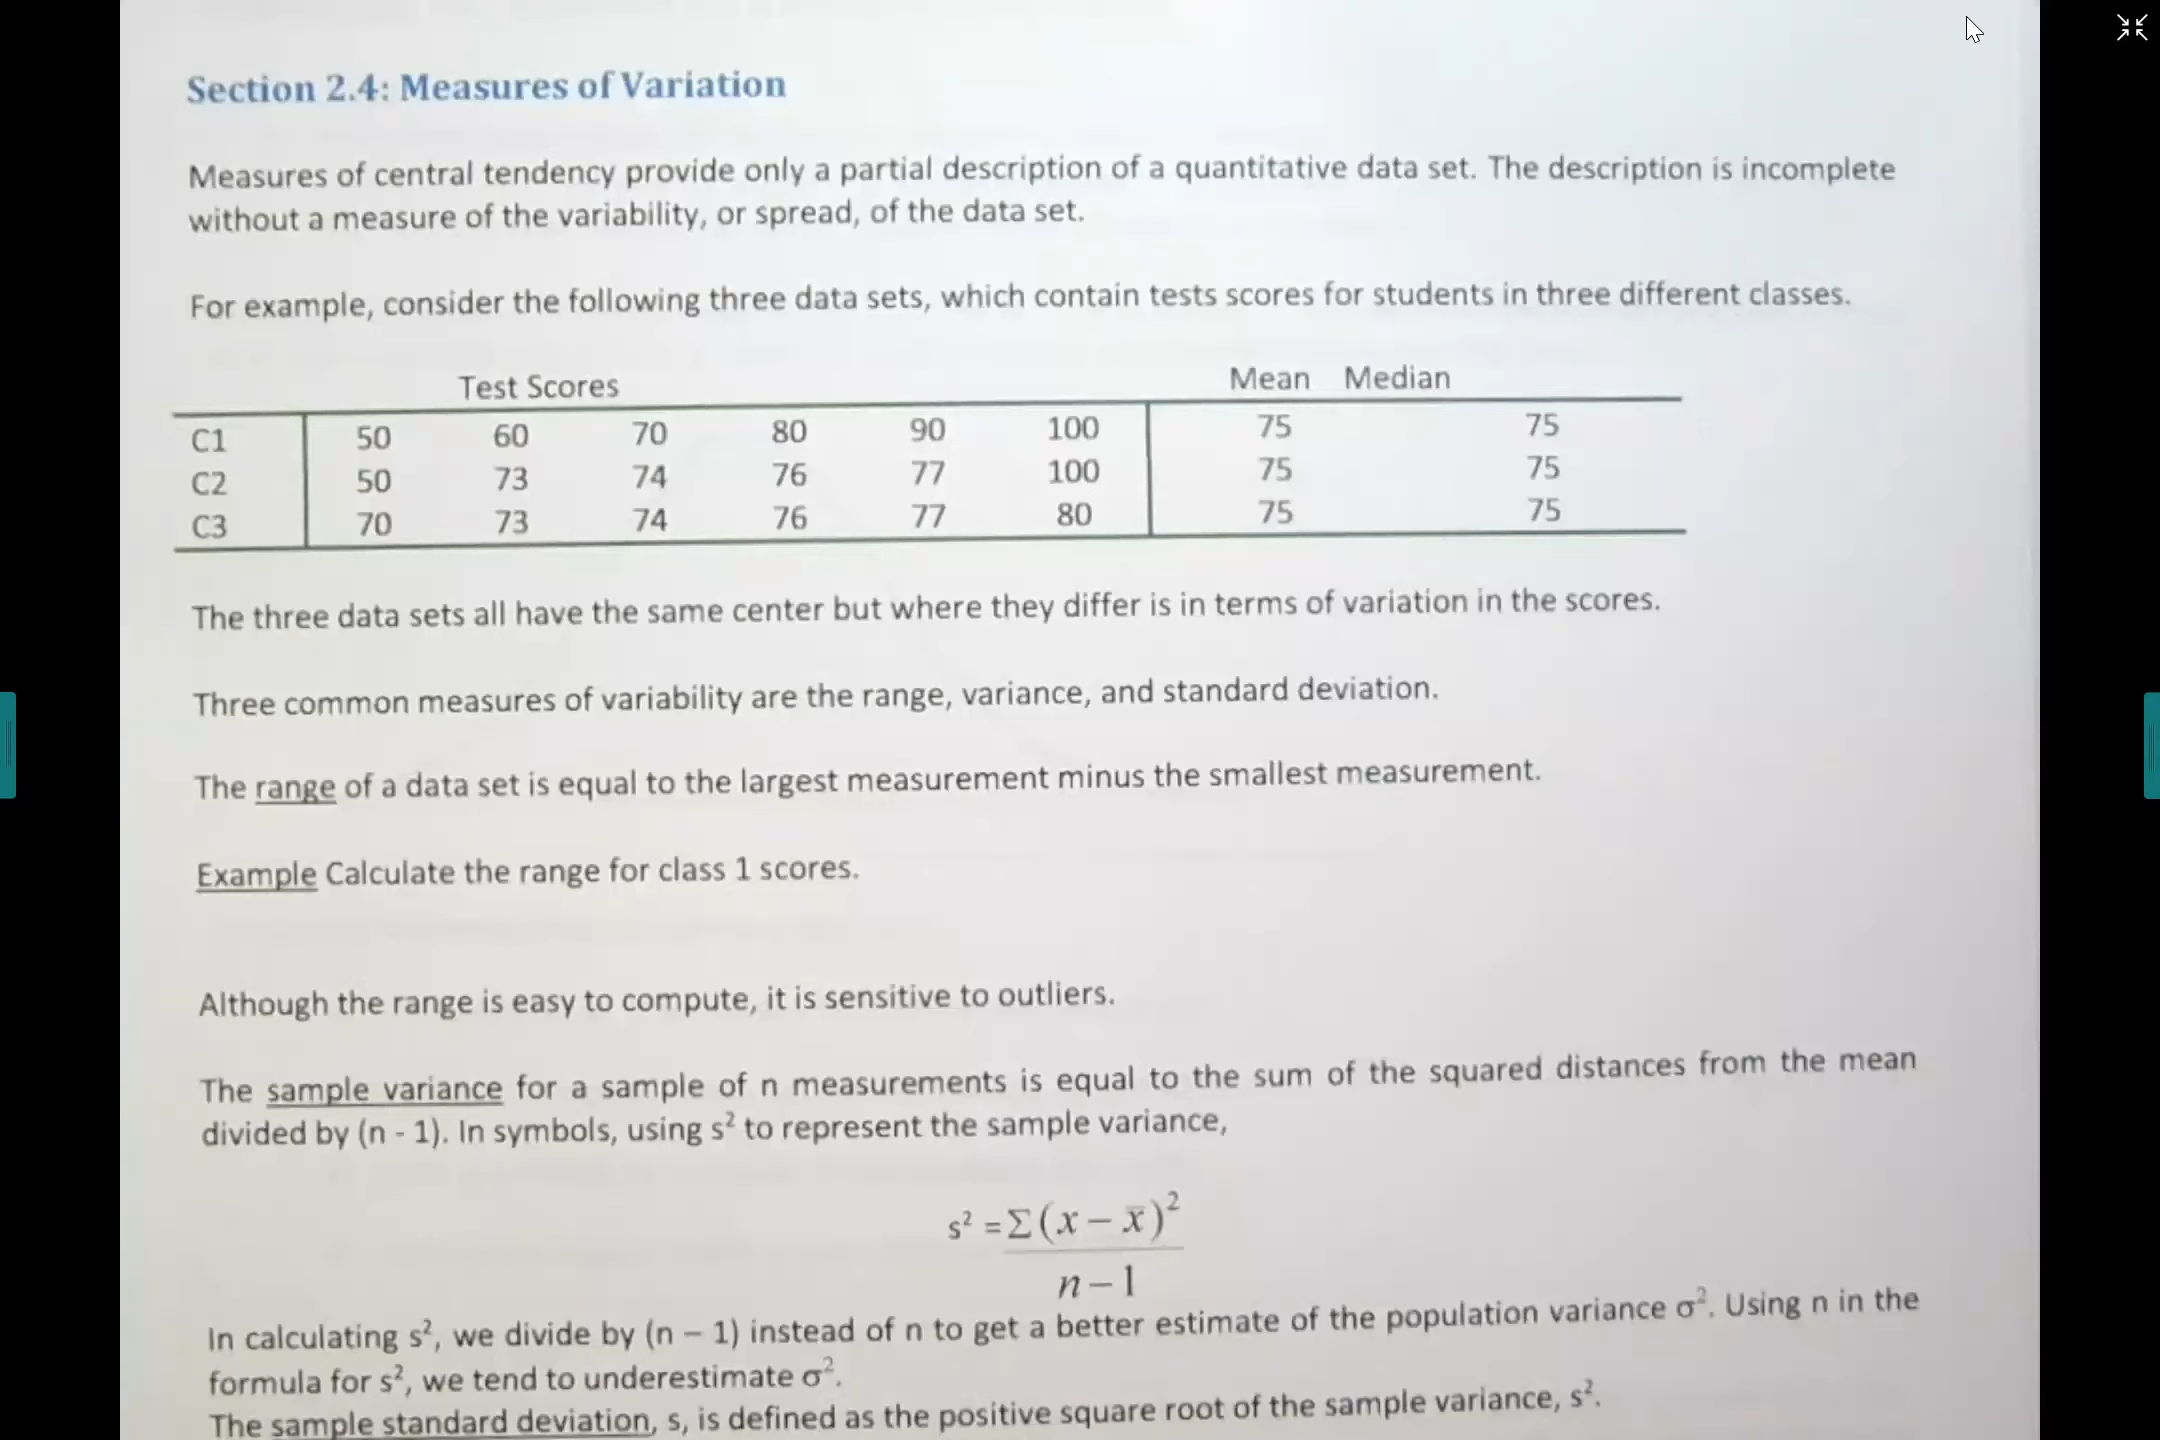 Section 2.4: Measures of Variation
Measures of central tendency provide only a partial description of a quantitative data set. The description is incomplete
without a measure of the variability, or spread, of the data set.
For example, consider the following three data sets, which contain tests scores for students in three different classes.
Test Scores Mean Median
C1 50 60 70 80 90 100 75 75
C2 50 73 74 76 77 100 75 75
C3 70 73 74 76 77 80 75 75
The three data sets all have the same center but where they differ is in terms of variation in the scores.
Three common measures of variability are the range, variance, and standard deviation.
The range of a data set is equal to the largest measurement minus the smallest measurement.
Example Calculate the range for class 1 scores.
Although the range is easy to compute, it is sensitive to outliers.
The sample variance for a sample of n measurements is equal to the sum of the squared distances from the mean
divided by (n - 1). In symbols, using s² to represent the sample variance,
s² = Σ(x − x̄)²
n − 1
In calculating s², we divide by (n – 1) instead of n to get a better estimate of the population variance σ². Using n in the
formula for s², we tend to underestimate σ².
The sample standard deviation, s, is defined as the positive square root of the sample variance, s².